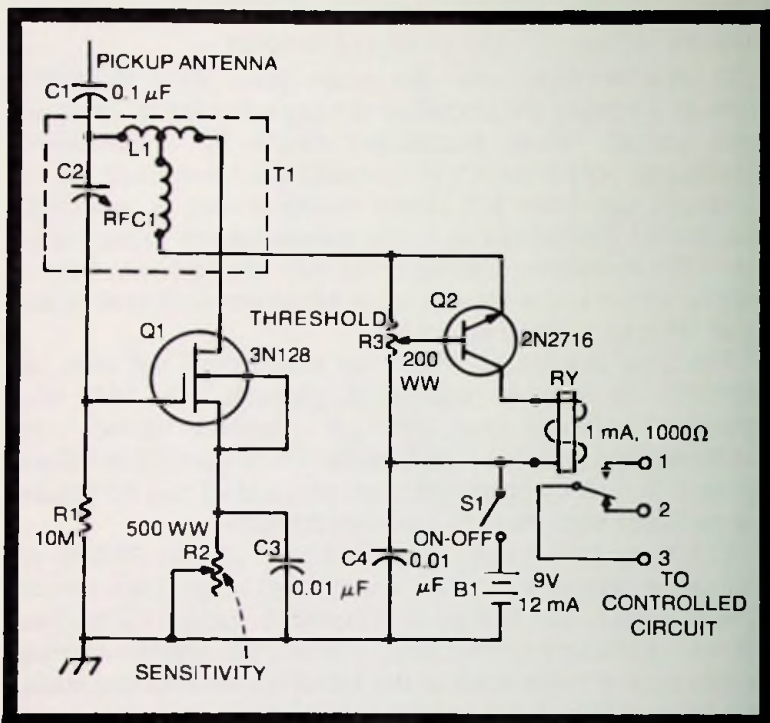 PICKUP ANTENNA
C1
0.1 µF
L1
C2
T1
RFC1
Q1
3N128
THRESHOLD
R3
200
WW
Q2
2N2716
RY
1 mA, 1000Ω
1
2
3
S1
ON-OFF
R1
10M
500 WW
R2
C3
0.01 µF
C4
0.01
µF
B1
9V
12 mA
TO
CONTROLLED
CIRCUIT
SENSITIVITY